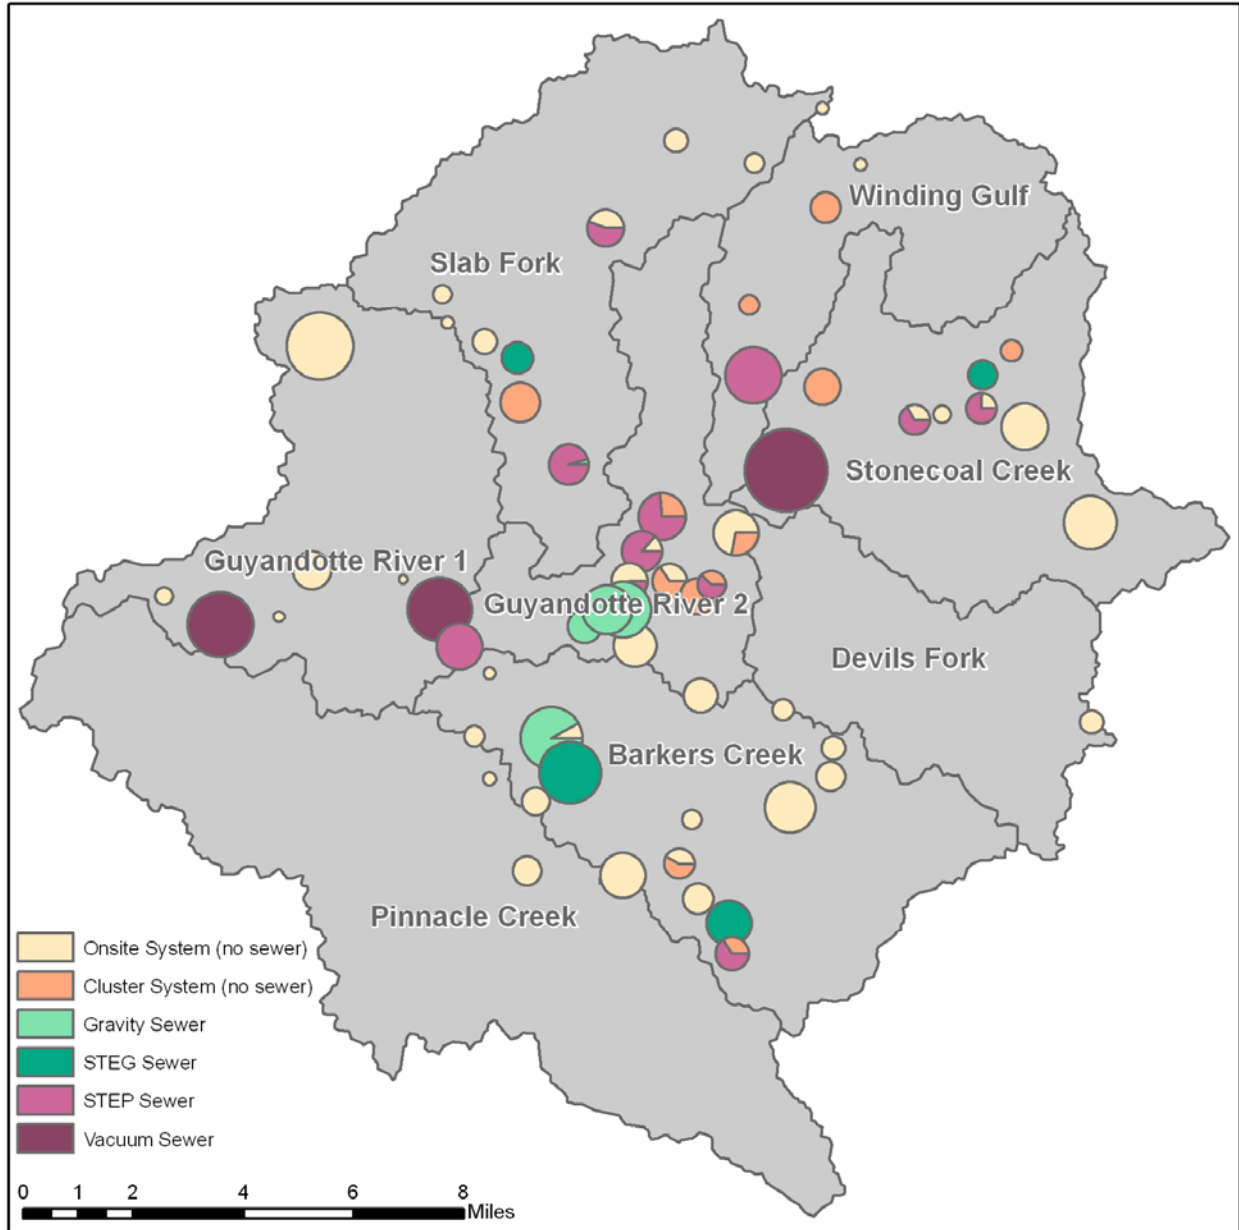 Winding Gulf
Slab Fork
Stonecoal Creek
Guyandotte River 1
Guyandotte River 2
Devils Fork
Barkers Creek
Pinnacle Creek
Onsite System (no sewer)
Cluster System (no sewer)
Gravity Sewer
STEG Sewer
STEP Sewer
Vacuum Sewer
0 1 2 4 6 8
Miles